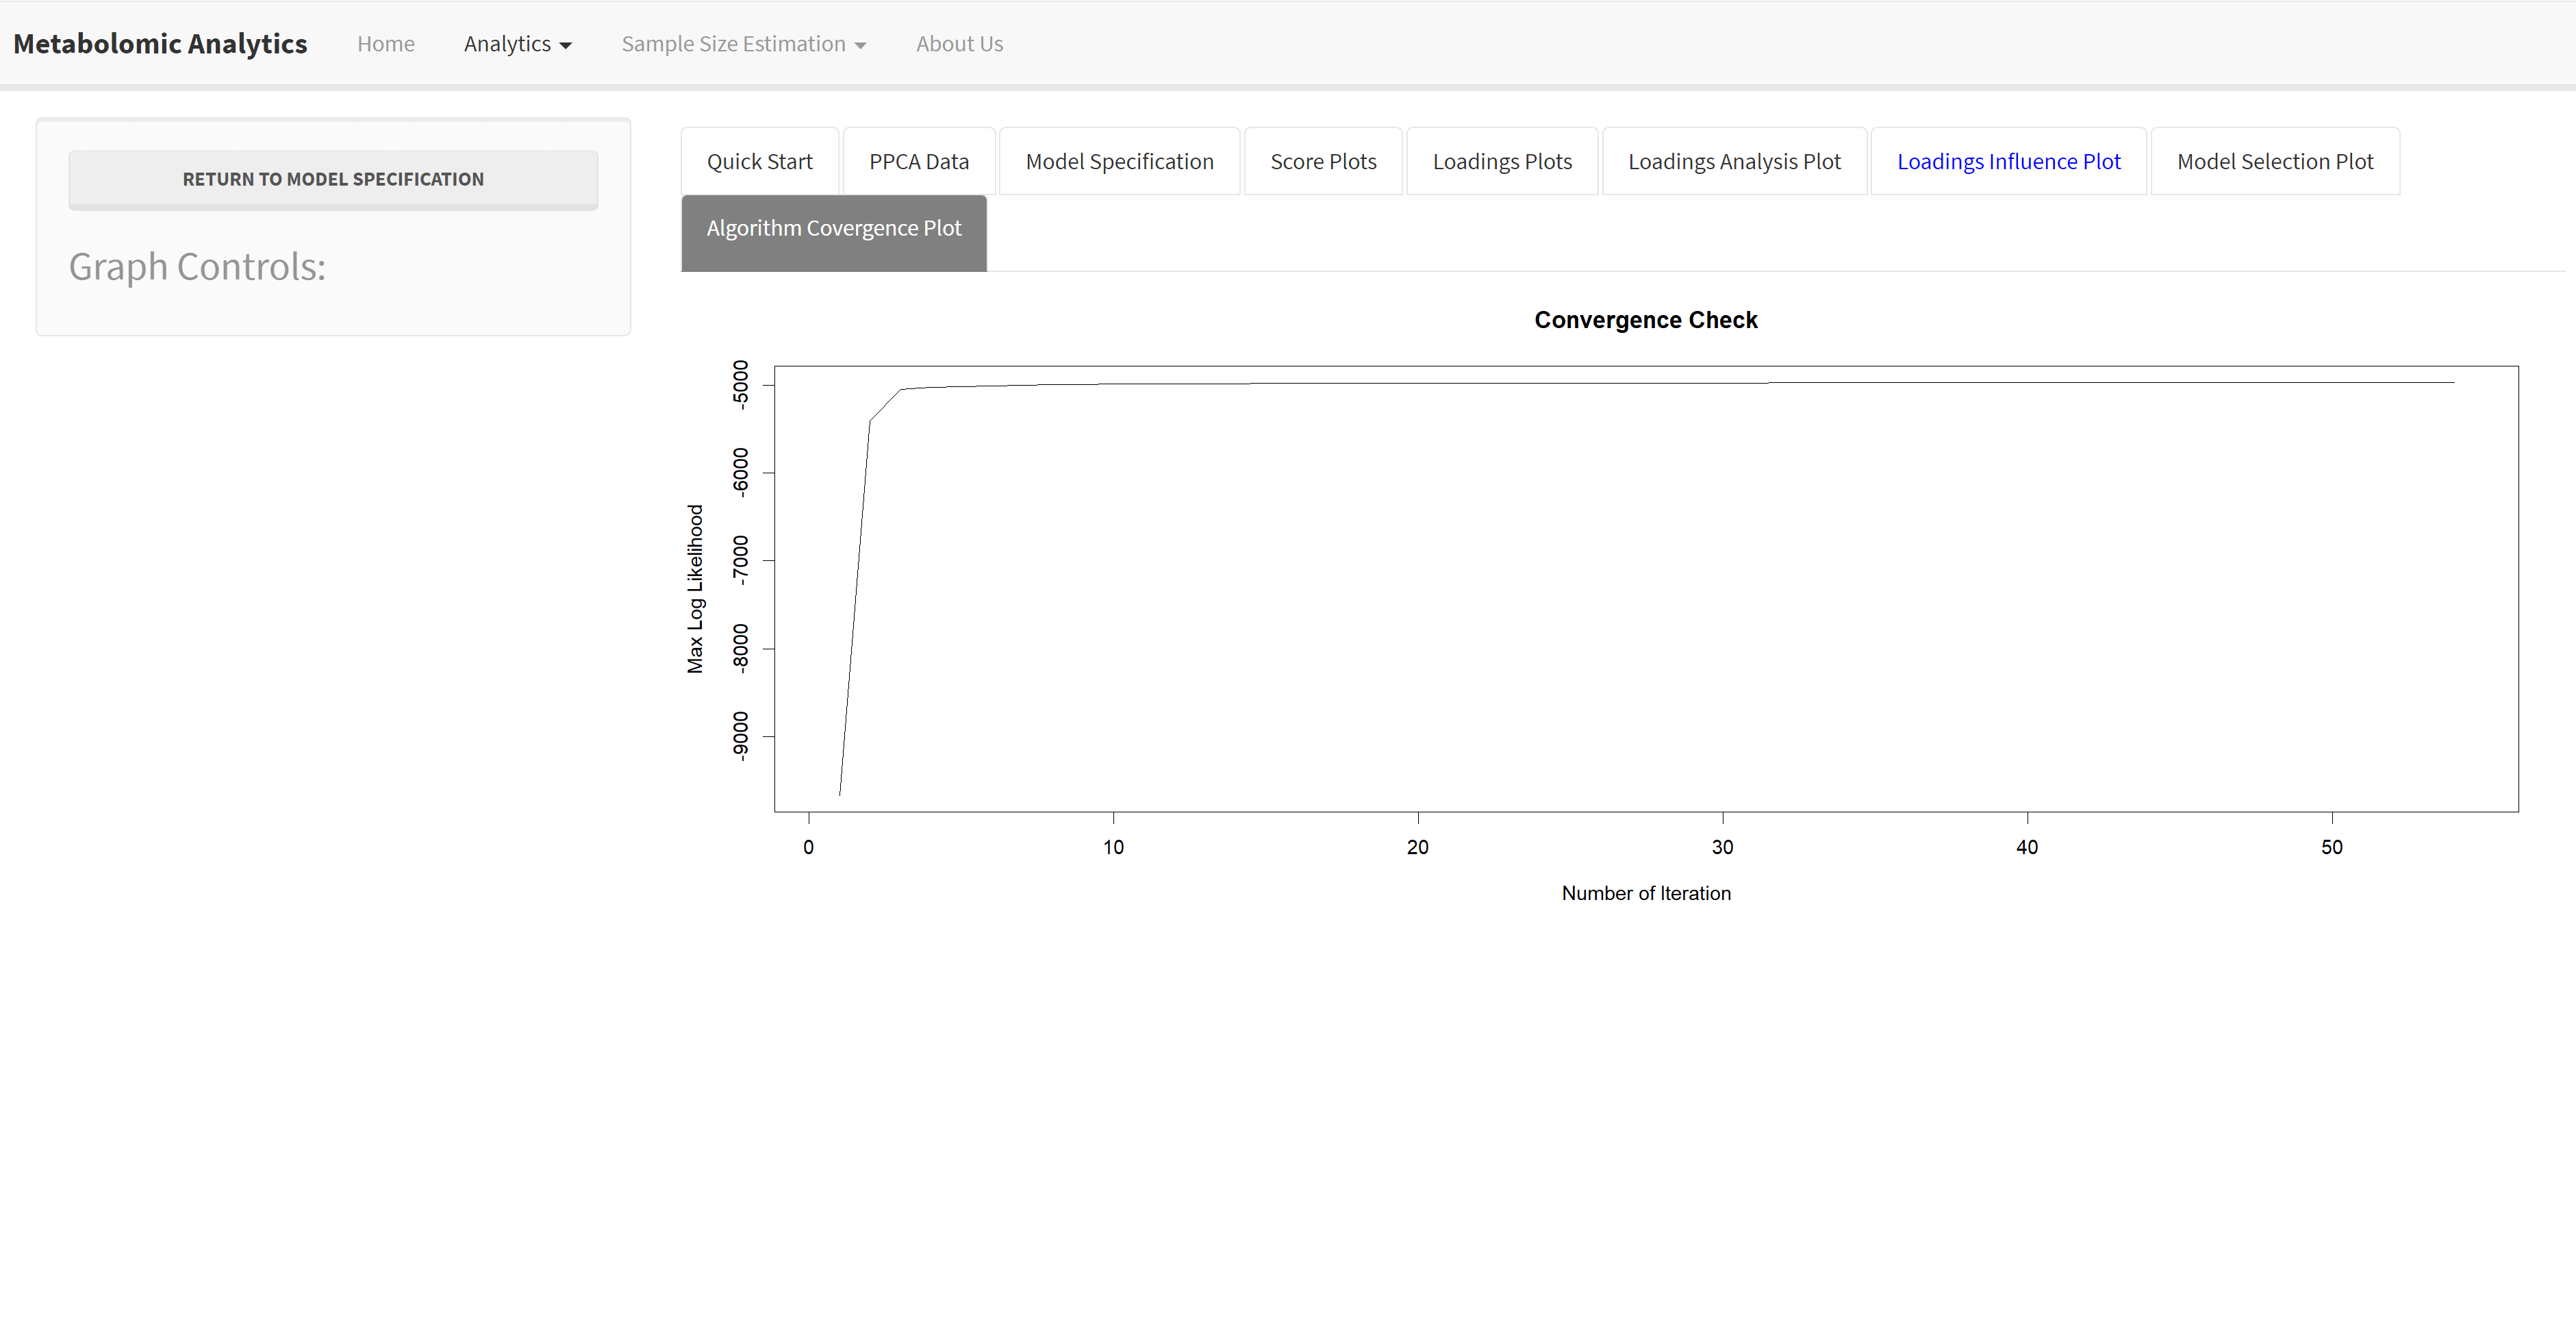 Metabolomic Analytics Home Analytics Sample Size Estimation About Us
RETURN TO MODEL SPECIFICATION
Graph Controls:
Quick Start PPCA Data Model Specification Score Plots Loadings Plots Loadings Analysis Plot Loadings Influence Plot Model Selection Plot
Algorithm Covergence Plot
Convergence Check
Max Log Likelihood
-5000
-6000
-7000
-8000
-9000
0 10 20 30 40 50
Number of Iteration